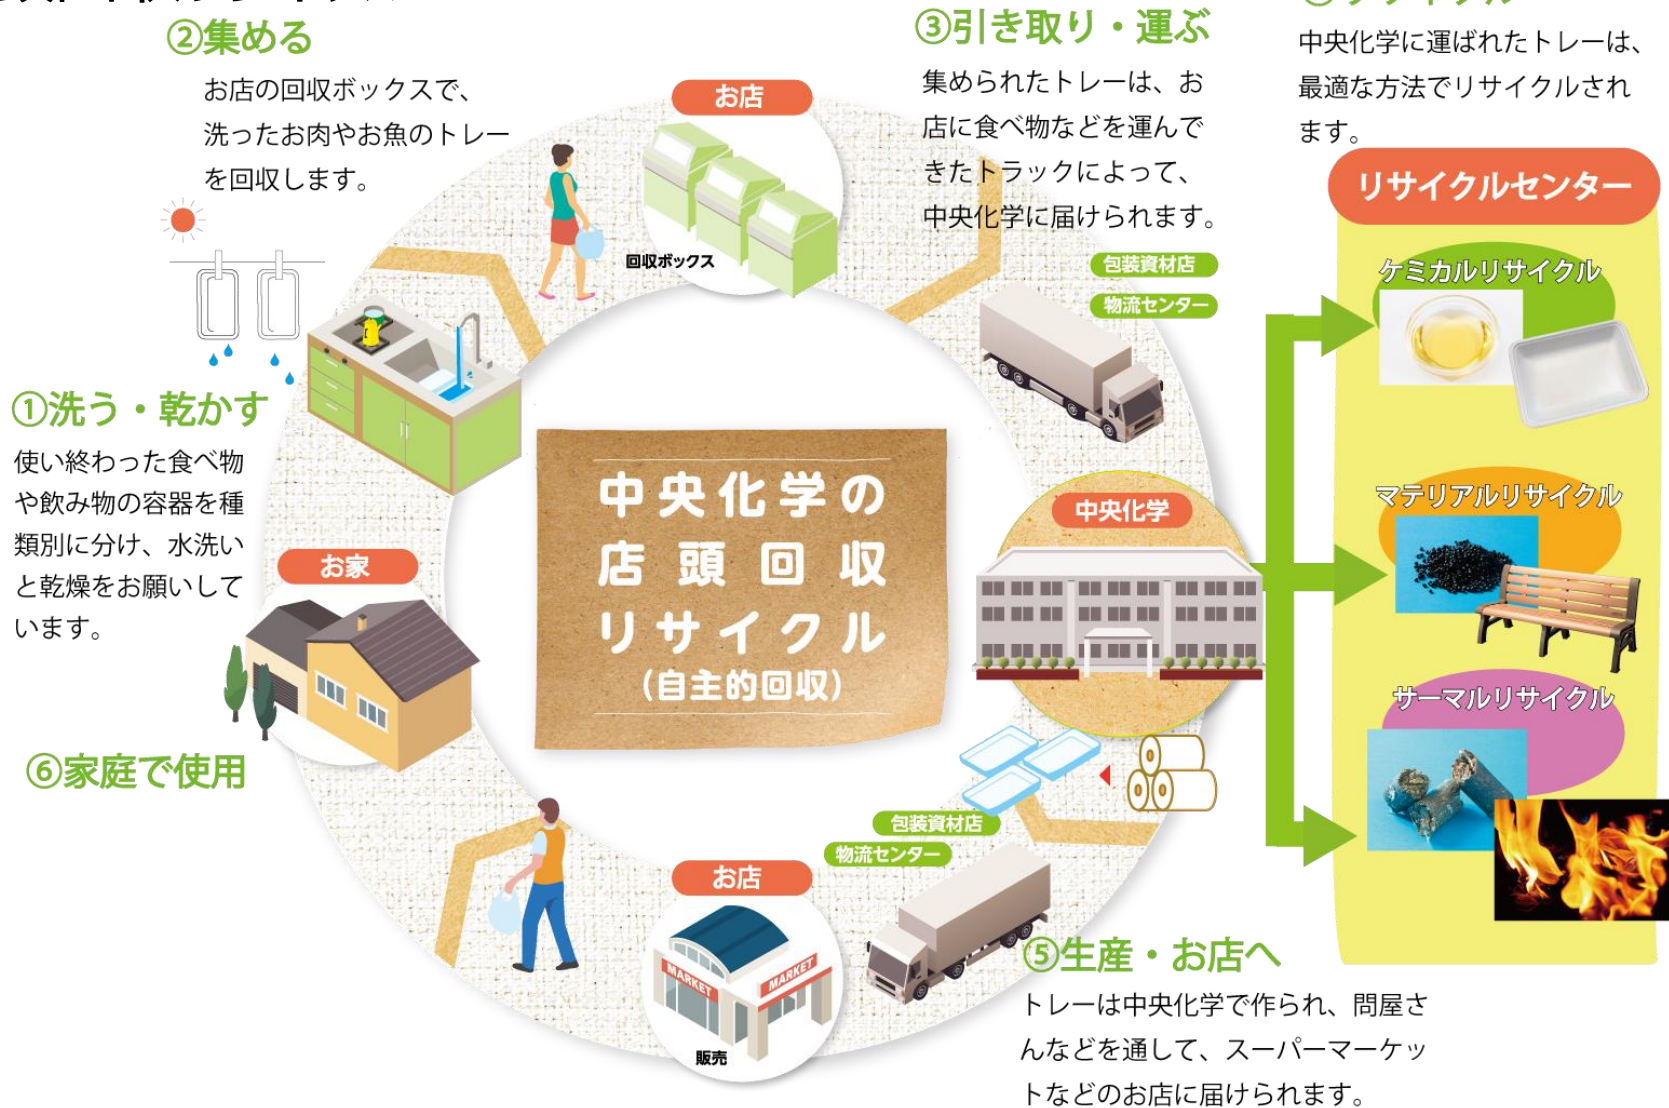 ②集める
お店の回収ボックスで、
洗ったお肉やお魚のトレー
を回収します。
③引き取り・運ぶ
集められたトレーは、お
店に食べ物などを運んで
きたトラックによって、
中央化学に届けられます。
中央化学に運ばれたトレーは、
最適な方法でリサイクルされ
ます。
お店
回収ボックス
包装資材店
物流センター
リサイクルセンター
ケミカルリサイクル
マテリアルリサイクル
サーマルリサイクル
①洗う・乾かす
使い終わった食べ物
や飲み物の容器を種
類別に分け、水洗い
と乾燥をお願いして
います。
お家
⑥家庭で使用
中央化学の
店頭回収
リサイクル
(自主的回収)
中央化学
包装資材店
物流センター
お店
MARKET
MARKET
販売
⑤生産・お店へ
トレーは中央化学で作られ、問屋さ
んなどを通して、スーパーマーケッ
トなどのお店に届けられます。